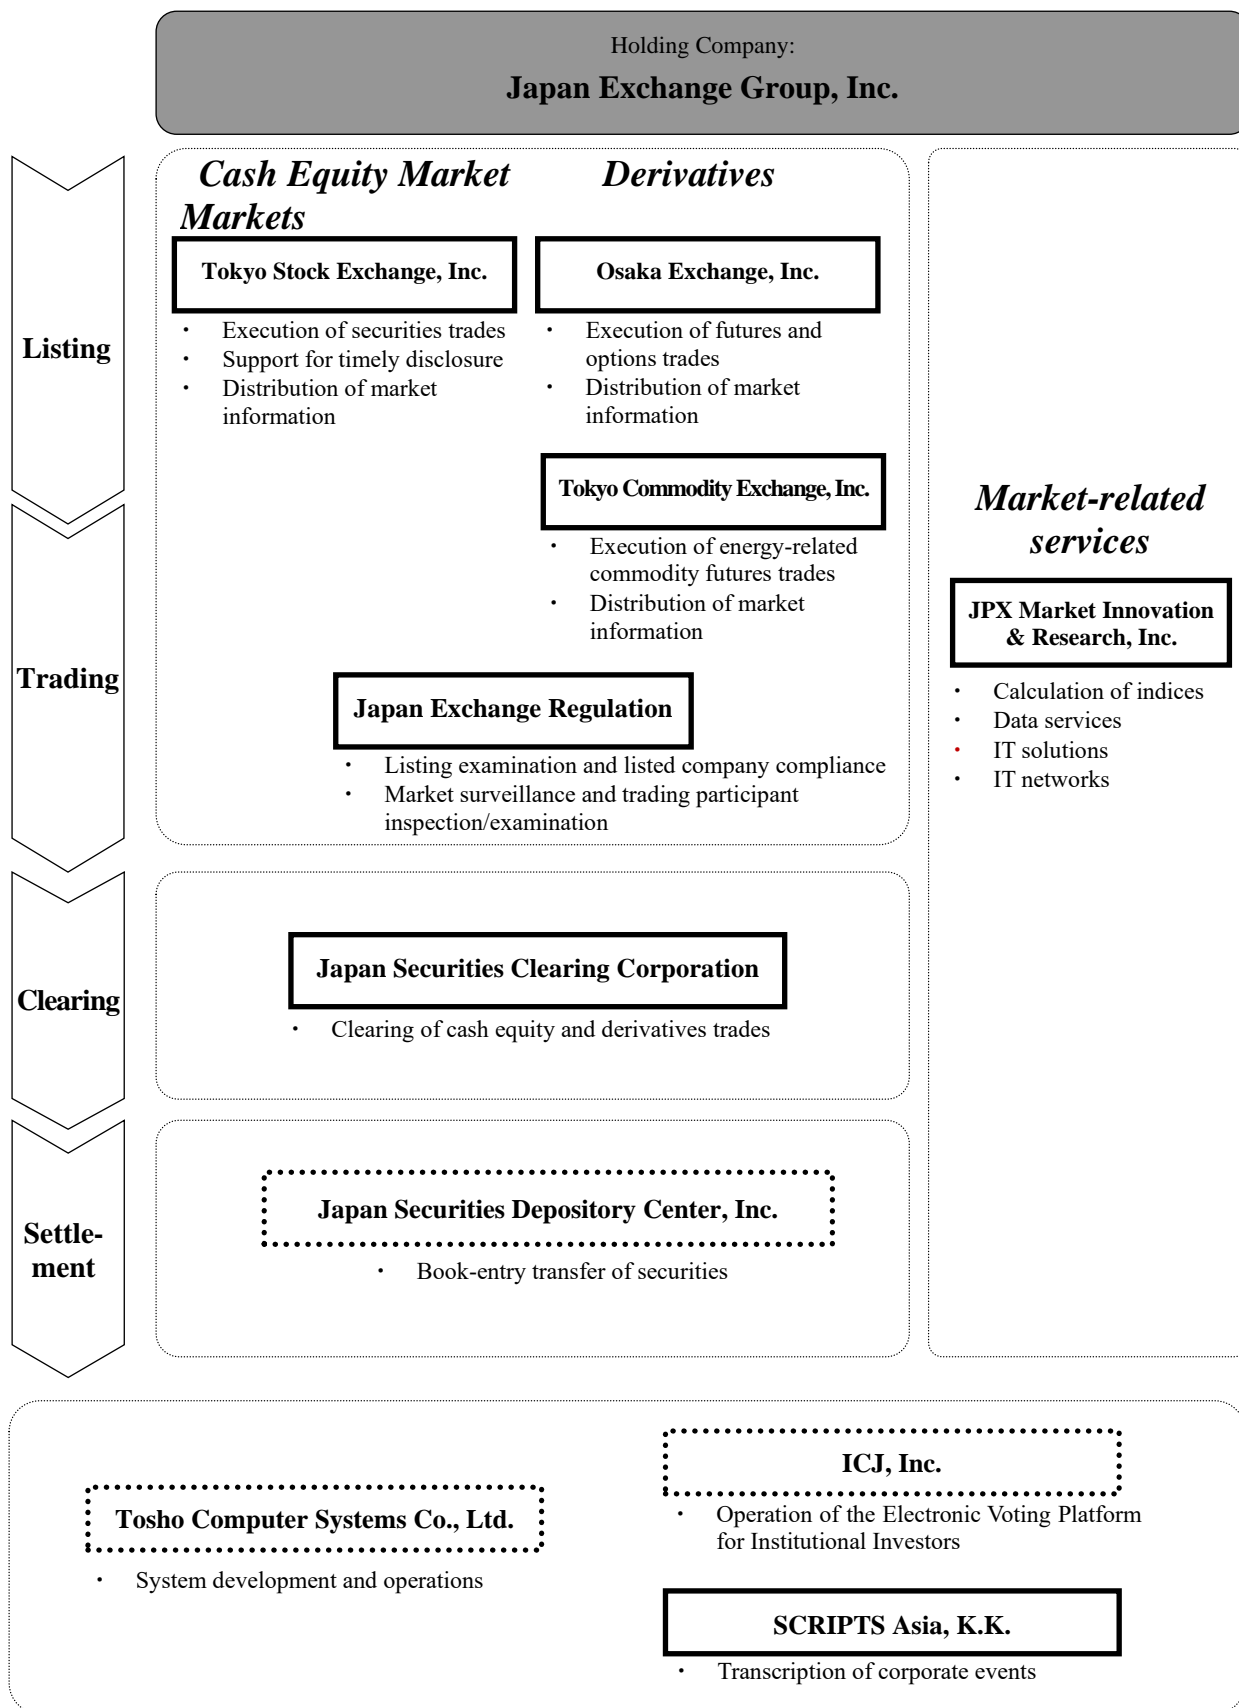 Holding Company:
Japan Exchange Group, Inc.
Cash Equity Market Derivatives
Markets
Tokyo Stock Exchange, Inc.
・ Execution of securities trades
・ Support for timely disclosure
・ Distribution of market
information
Osaka Exchange, Inc.
・ Execution of futures and
options trades
・ Distribution of market
information
Listing
Tokyo Commodity Exchange, Inc.
・ Execution of energy-related
commodity futures trades
・ Distribution of market
information
Market-related
services
JPX Market Innovation
& Research, Inc.
・ Calculation of indices
・ Data services
・ IT solutions
・ IT networks
Trading
Japan Exchange Regulation
・ Listing examination and listed company compliance
・ Market surveillance and trading participant
inspection/examination
Clearing
Japan Securities Clearing Corporation
・ Clearing of cash equity and derivatives trades
Settle-
ment
Japan Securities Depository Center, Inc.
・ Book-entry transfer of securities
Tosho Computer Systems Co., Ltd.
・ System development and operations
ICJ, Inc.
・ Operation of the Electronic Voting Platform
for Institutional Investors
SCRIPTS Asia, K.K.
・ Transcription of corporate events